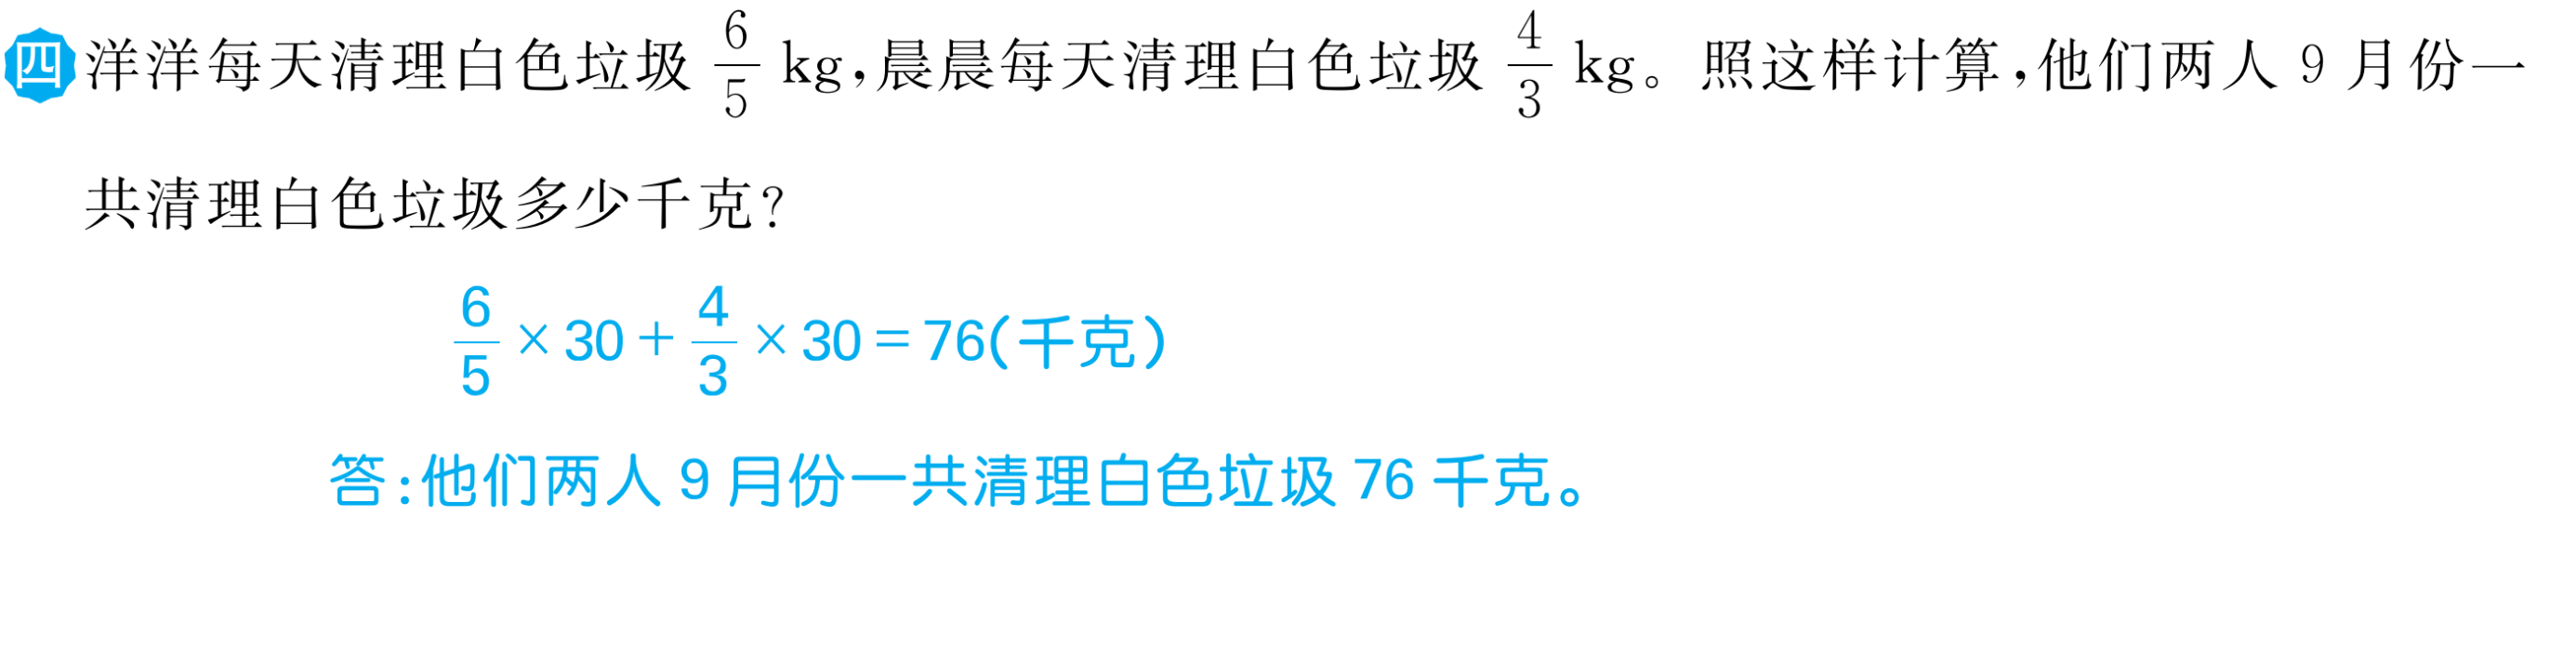 四 洋洋每天清理白色垃圾 6/5 kg,晨晨每天清理白色垃圾 4/3 kg。照这样计算,他们两人 9 月份一
共清理白色垃圾多少千克?
6/5 × 30 + 4/3 × 30 = 76(千克)
答:他们两人 9 月份一共清理白色垃圾 76 千克。